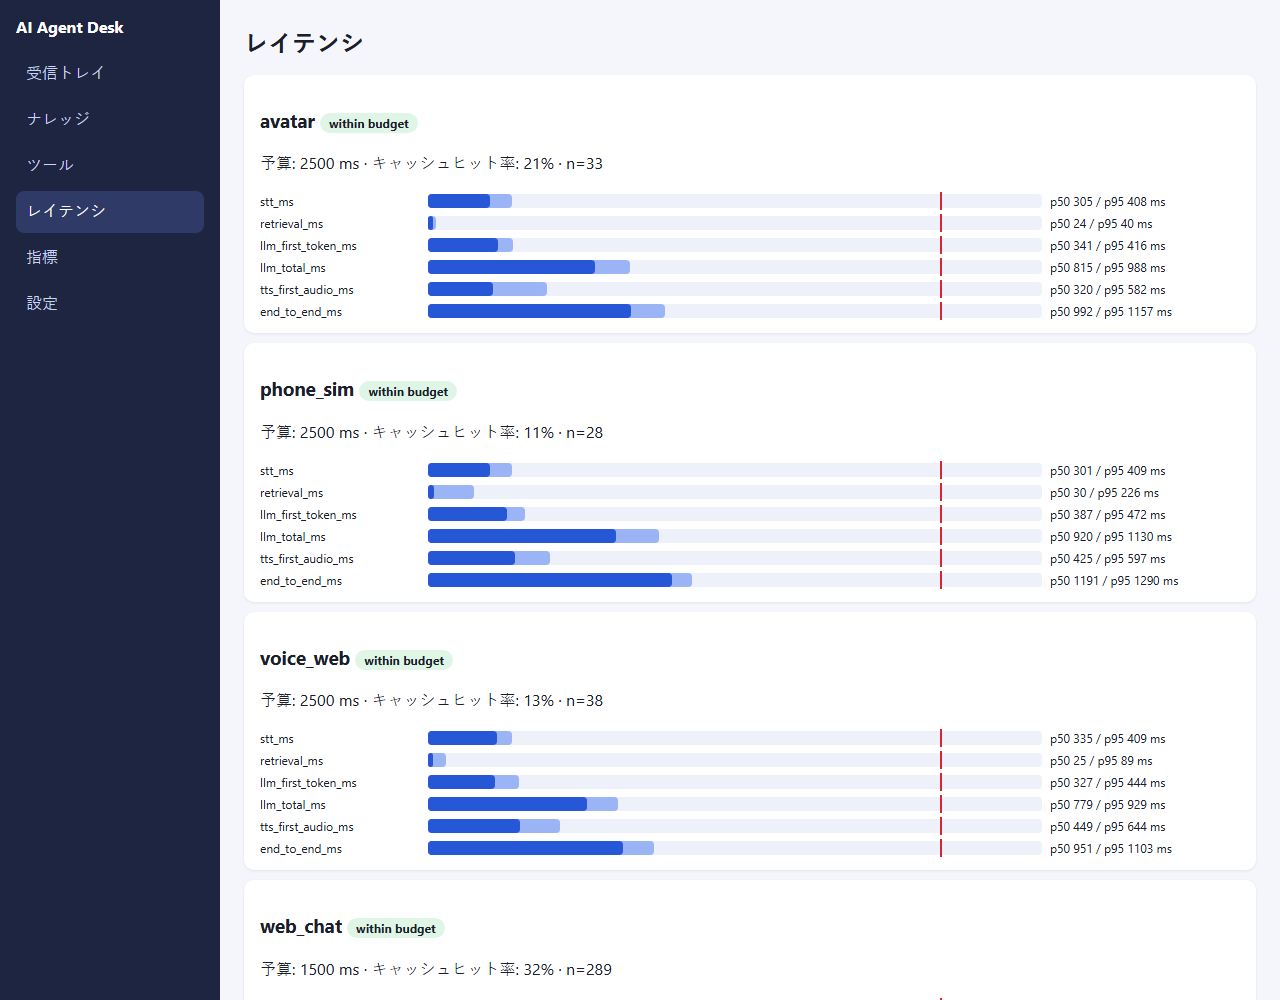 AI Agent Desk
受信トレイ
ナレッジ
ツール
レイテンシ
指標
設定
レイテンシ
avatar within budget
予算: 2500 ms · キャッシュヒット率: 21% · n=33
stt_ms p50 305 / p95 408 ms
retrieval_ms p50 24 / p95 40 ms
llm_first_token_ms p50 341 / p95 416 ms
llm_total_ms p50 815 / p95 988 ms
tts_first_audio_ms p50 320 / p95 582 ms
end_to_end_ms p50 992 / p95 1157 ms
phone_sim within budget
予算: 2500 ms · キャッシュヒット率: 11% · n=28
stt_ms p50 301 / p95 409 ms
retrieval_ms p50 30 / p95 226 ms
llm_first_token_ms p50 387 / p95 472 ms
llm_total_ms p50 920 / p95 1130 ms
tts_first_audio_ms p50 425 / p95 597 ms
end_to_end_ms p50 1191 / p95 1290 ms
voice_web within budget
予算: 2500 ms · キャッシュヒット率: 13% · n=38
stt_ms p50 335 / p95 409 ms
retrieval_ms p50 25 / p95 89 ms
llm_first_token_ms p50 327 / p95 444 ms
llm_total_ms p50 779 / p95 929 ms
tts_first_audio_ms p50 449 / p95 644 ms
end_to_end_ms p50 951 / p95 1103 ms
web_chat within budget
予算: 1500 ms · キャッシュヒット率: 32% · n=289